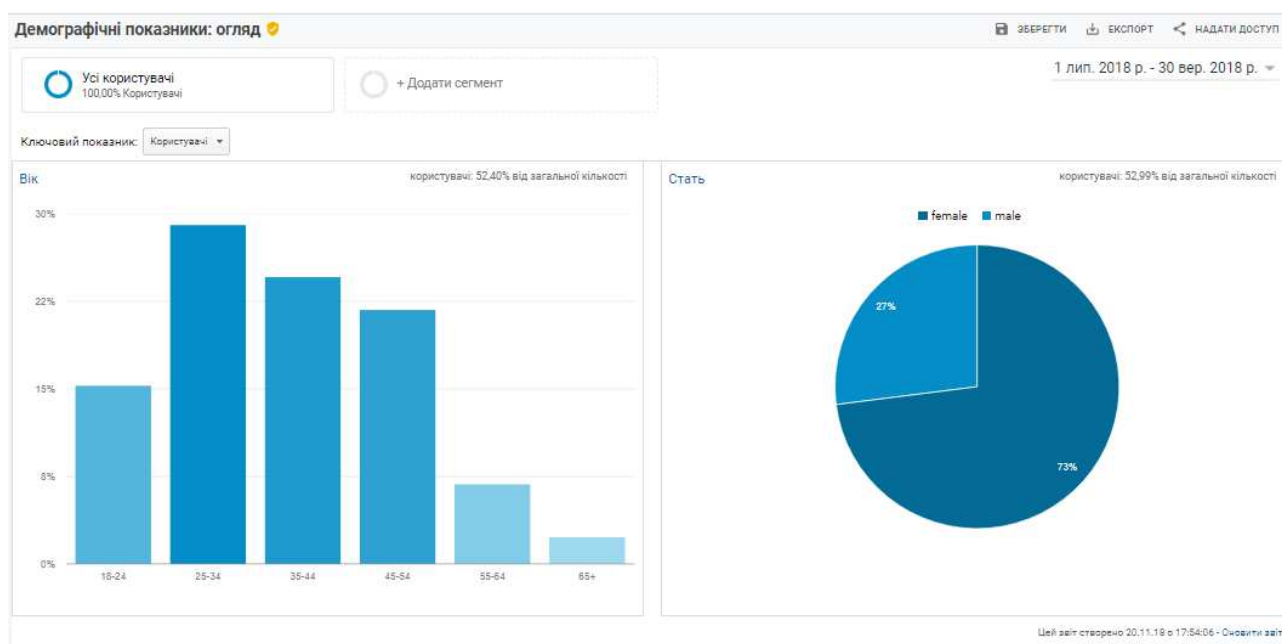 Демографічні показники: огляд
ЗБЕРЕГТИ ЕКСПОРТ НАДАТИ ДОСТУП
Усі користувачі
100,00% Користувачі
+ Додати сегмент
1 лип. 2018 р. - 30 вер. 2018 р.
Ключовий показник: Користувачі
Вік
користувачі: 52,40% від загальної кількості
30%
22%
15%
8%
0%
18-24 25-34 35-44 45-54 55-64 65+
Стать
користувачі: 52,99% від загальної кількості
female male
27%
73%
Цей звіт створено 20.11.18 о 17:54:06 - Оновити звіт